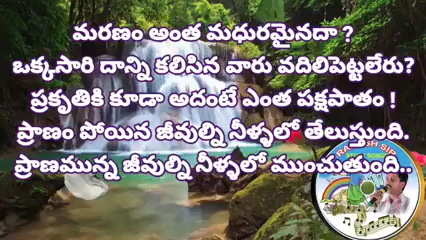 మరణం అంత మధురమైనదా ?
ఒక్కసారి దాన్ని కలిసిన వారు వదిలిపెట్టలేరు?
ప్రకృతికి కూడా అదంటే ఎంత పక్షపాతం !
ప్రాణం పోయిన జీవుల్ని నీళ్ళలో తేలుస్తుంది.
ప్రాణమున్న జీవుల్ని నీళ్ళలో ముంచుతుంది..